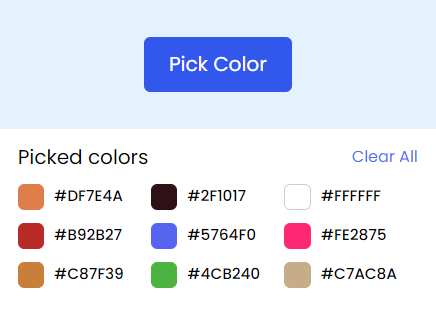 Pick Color
Picked colors Clear All
#DF7E4A #2F1017 #FFFFFF
#B92B27 #5764F0 #FE2875
#C87F39 #4CB240 #C7AC8A